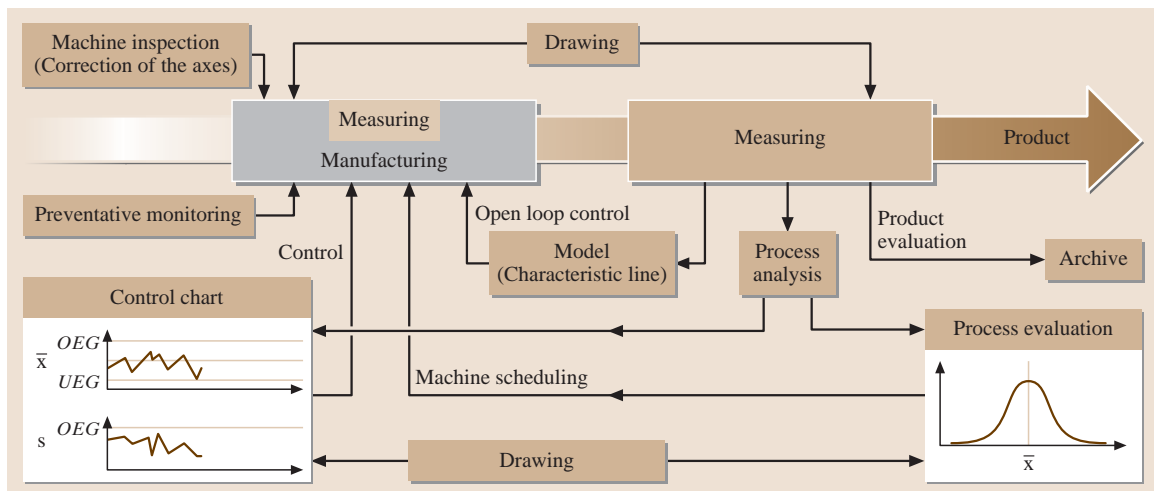 Machine inspection
(Correction of the axes)
Drawing
Measuring
Manufacturing
Measuring
Product
Preventative monitoring
Open loop control
Control
Model
(Characteristic line)
Process
analysis
Product
evaluation
Archive
Control chart
OEG
x̅
UEG
OEG
s
Machine scheduling
Process evaluation
x̅
Drawing